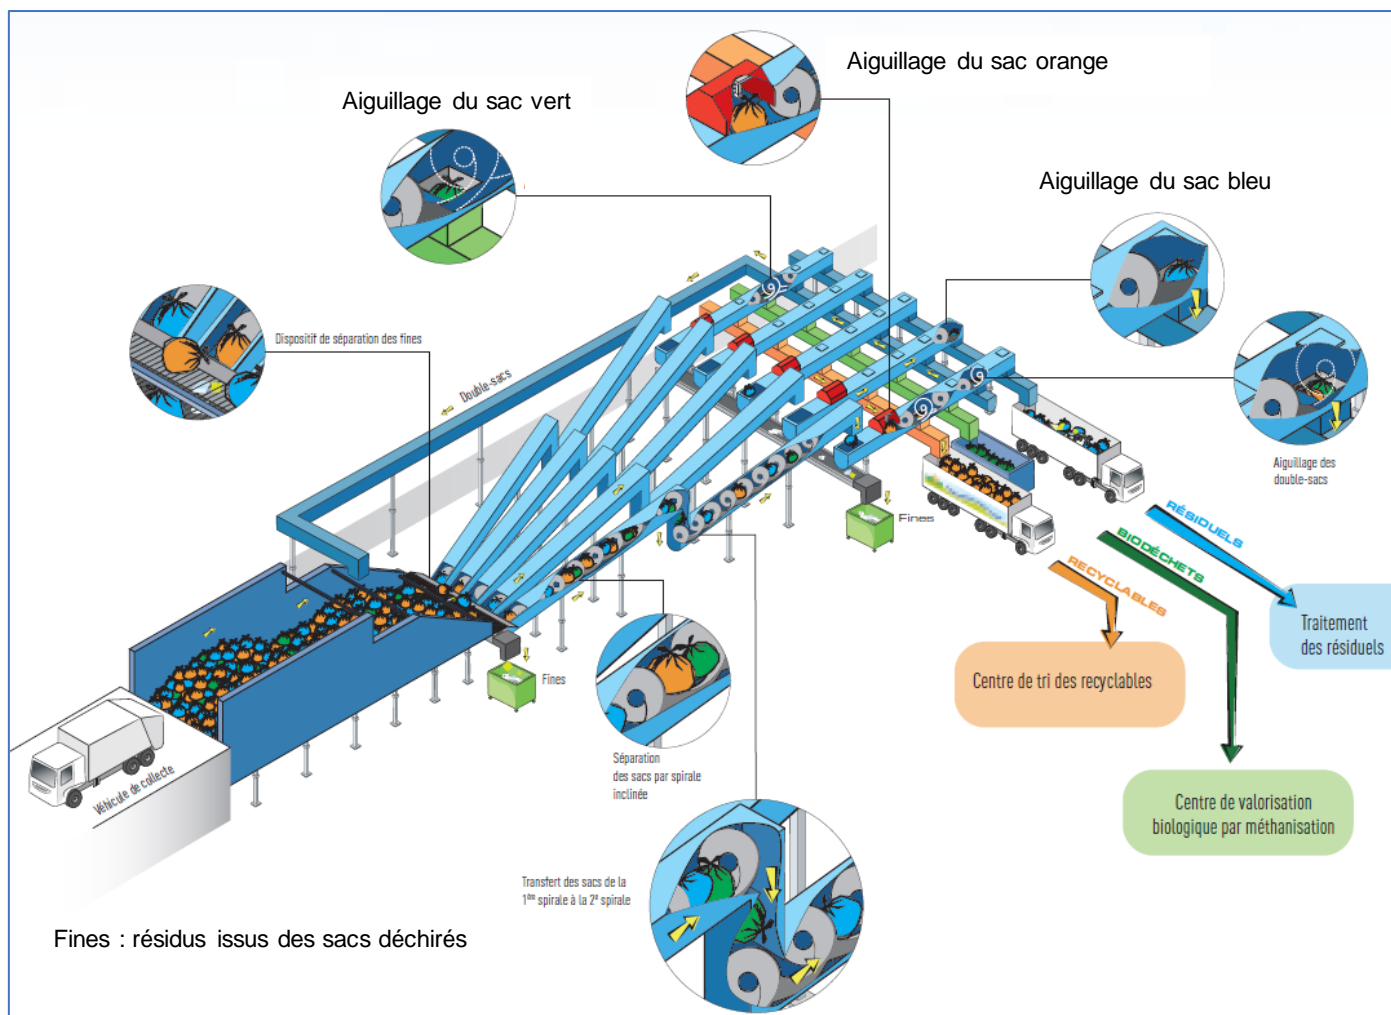 Aiguillage du sac orange
Aiguillage du sac vert
Aiguillage du sac bleu
Dispositif de séparation des fines
Double-sacs
Aiguillage des
double-sacs
Fines
RÉSIDUELS
BIODÉCHETS
RECYCLABLES
Traitement
des résiduels
Centre de tri des recyclables
Fines
Séparation
des sacs par spirale
inclinée
Véhicule de collecte
Centre de valorisation
biologique par méthanisation
Transfert des sacs de la
1ère spirale à la 2e spirale
Fines : résidus issus des sacs déchirés